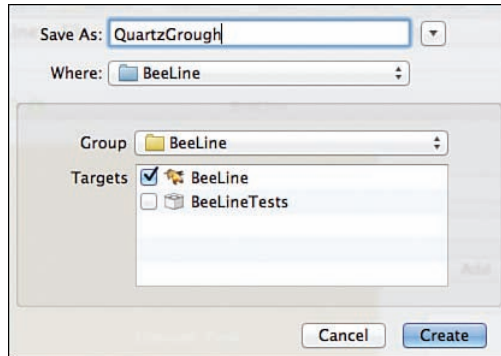 Save As: QuartzGrough
Where: BeeLine
Group BeeLine
Targets BeeLine
BeeLineTests
Cancel Create